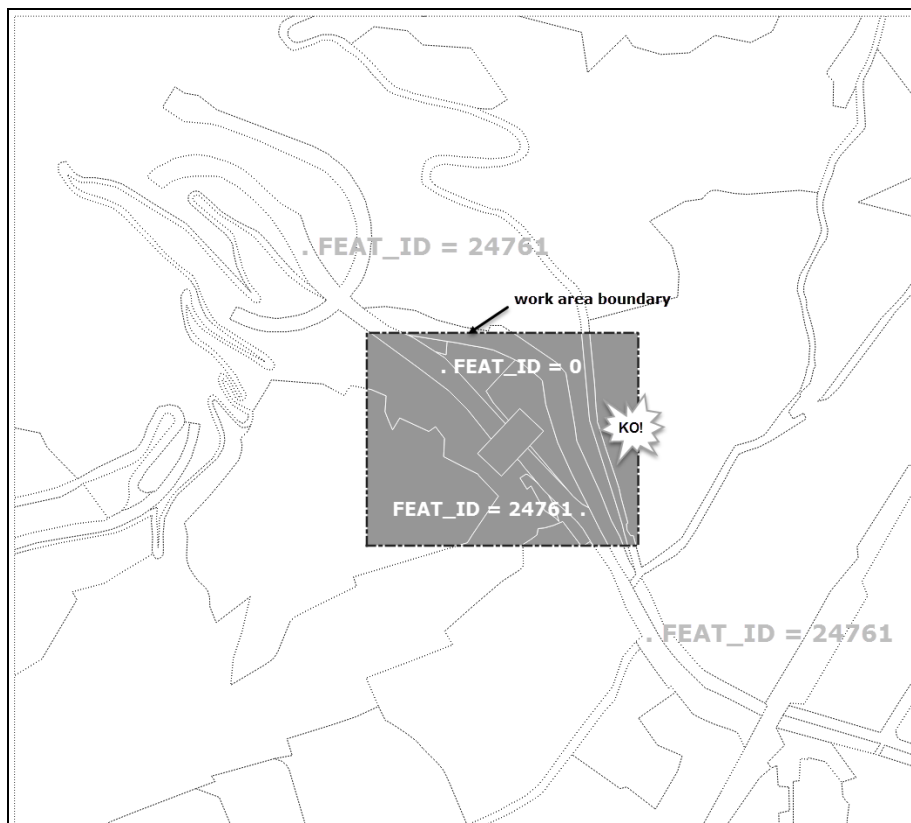 . FEAT_ID = 24761
work area boundary
. FEAT_ID = 0
KO!
FEAT_ID = 24761 .
. FEAT_ID = 24761